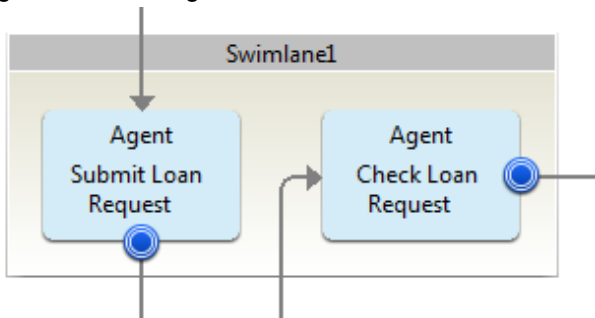 Swimlane1
Agent
Submit Loan
Request
Agent
Check Loan
Request